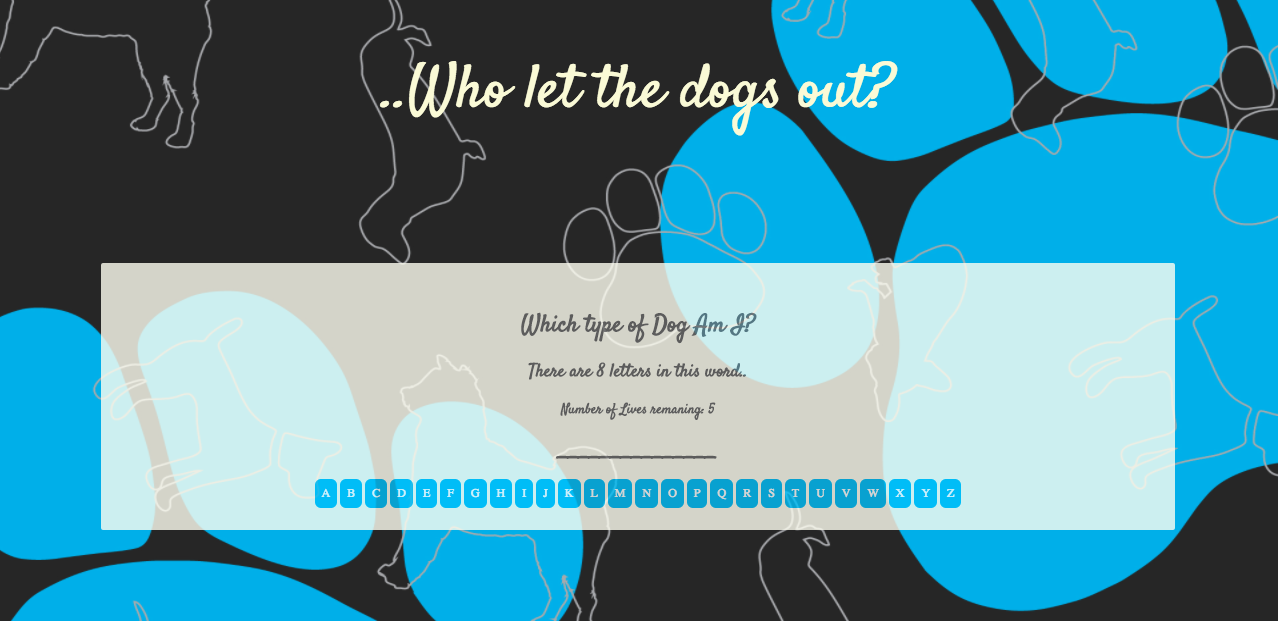 ..Who let the dogs out?
Which type of Dog Am I?
There are 8 letters in this word..
Number of Lives remaning: 5
A B C D E F G H I J K L M N O P Q R S T U V W X Y Z